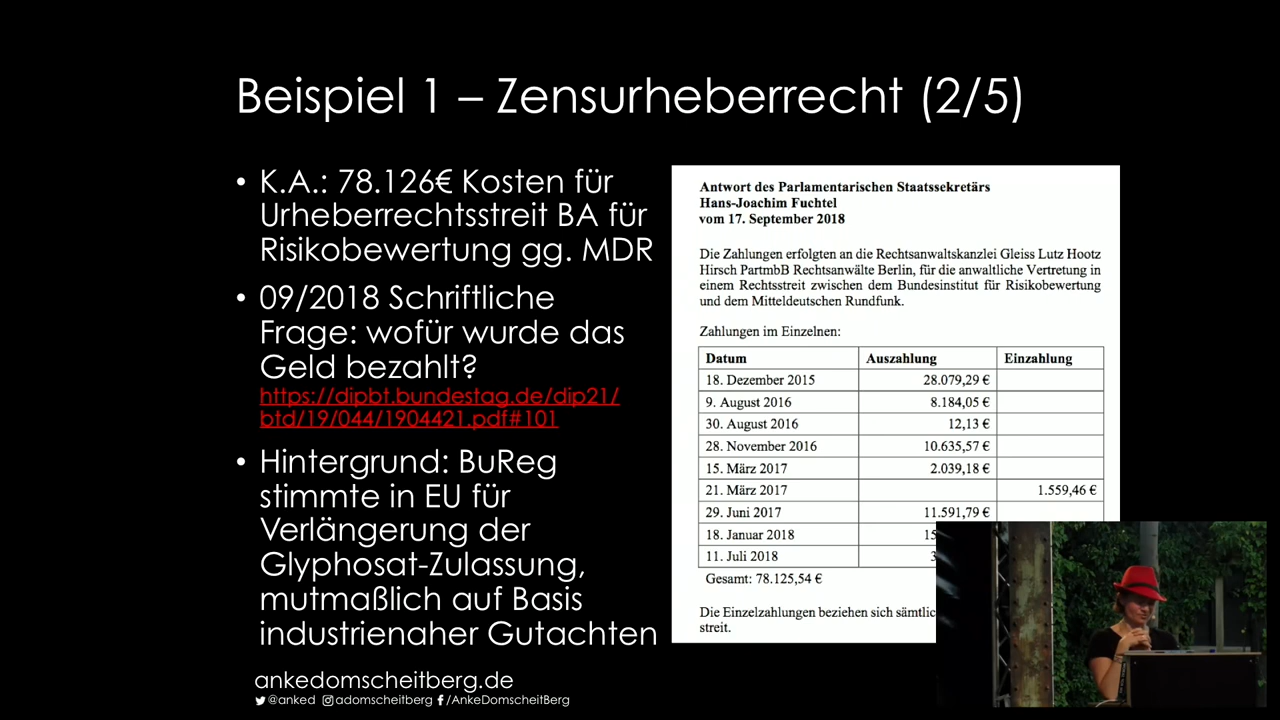 Beispiel 1 – Zensurheberrecht (2/5)
• K.A.: 78.126€ Kosten für
Urheberrechtsstreit BA für
Risikobewertung gg. MDR
• 09/2018 Schriftliche
Frage: wofür wurde das
Geld bezahlt?
https://dipbt.bundestag.de/dip21/
btd/19/044/1904421.pdf#101
• Hintergrund: BuReg
stimmte in EU für
Verlängerung der
Glyphosat-Zulassung,
mutmaßlich auf Basis
industrienaher Gutachten
ankedomscheitberg.de
@anked adomscheitberg /AnkeDomscheitBerg
Antwort des Parlamentarischen Staatssekretärs
Hans-Joachim Fuchtel
vom 17. September 2018
Die Zahlungen erfolgten an die Rechtsanwaltskanzlei Gleiss Lutz Hootz
Hirsch PartmbB Rechtsanwälte Berlin, für die anwaltliche Vertretung in
einem Rechtsstreit zwischen dem Bundesinstitut für Risikobewertung
und dem Mitteldeutschen Rundfunk.
Zahlungen im Einzelnen:
Datum Auszahlung Einzahlung
18. Dezember 2015 28.079,29 €
9. August 2016 8.184,05 €
30. August 2016 12,13 €
28. November 2016 10.635,57 €
15. März 2017 2.039,18 €
21. März 2017 1.559,46 €
29. Juni 2017 11.591,79 €
18. Januar 2018 15
11. Juli 2018 3
Gesamt: 78.125,54 €
Die Einzelzahlungen beziehen sich sämtlic
streit.